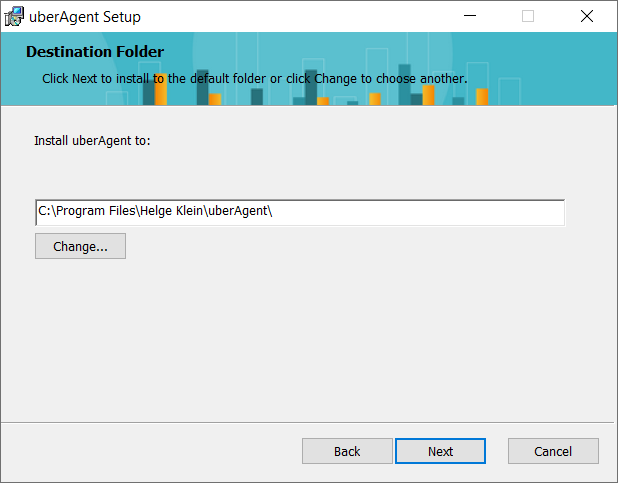 uberAgent Setup
Destination Folder
Click Next to install to the default folder or click Change to choose another.
Install uberAgent to:
C:\Program Files\Helge Klein\uberAgent\
Change...
Back
Next
Cancel